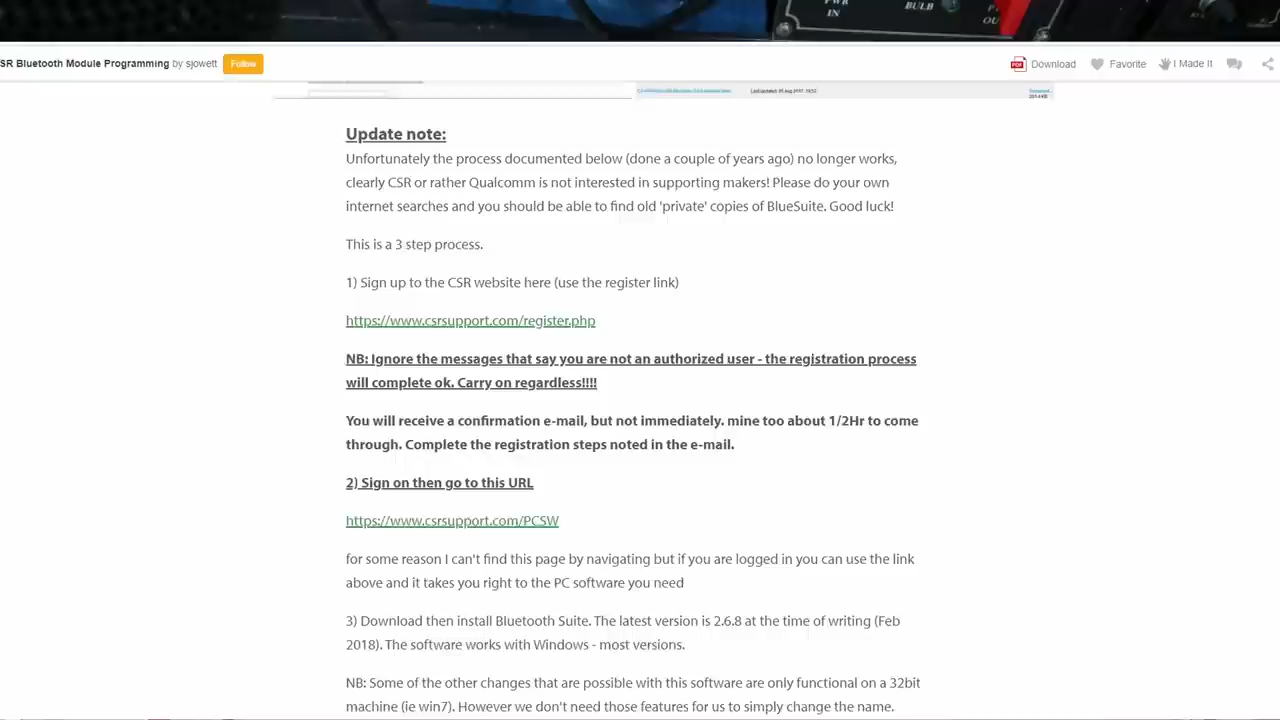 PWR
IN
BULB
OU
SR Bluetooth Module Programming by sjowett Follow Download Favorite I Made It
Update note:
Unfortunately the process documented below (done a couple of years ago) no longer works,
clearly CSR or rather Qualcomm is not interested in supporting makers! Please do your own
internet searches and you should be able to find old 'private' copies of BlueSuite. Good luck!
This is a 3 step process.
1) Sign up to the CSR website here (use the register link)
https://www.csrsupport.com/register.php
NB: Ignore the messages that say you are not an authorized user - the registration process
will complete ok. Carry on regardless!!!!
You will receive a confirmation e-mail, but not immediately. mine too about 1/2Hr to come
through. Complete the registration steps noted in the e-mail.
2) Sign on then go to this URL
https://www.csrsupport.com/PCSW
for some reason I can't find this page by navigating but if you are logged in you can use the link
above and it takes you right to the PC software you need
3) Download then install Bluetooth Suite. The latest version is 2.6.8 at the time of writing (Feb
2018). The software works with Windows - most versions.
NB: Some of the other changes that are possible with this software are only functional on a 32bit
machine (ie win7). However we don't need those features for us to simply change the name.